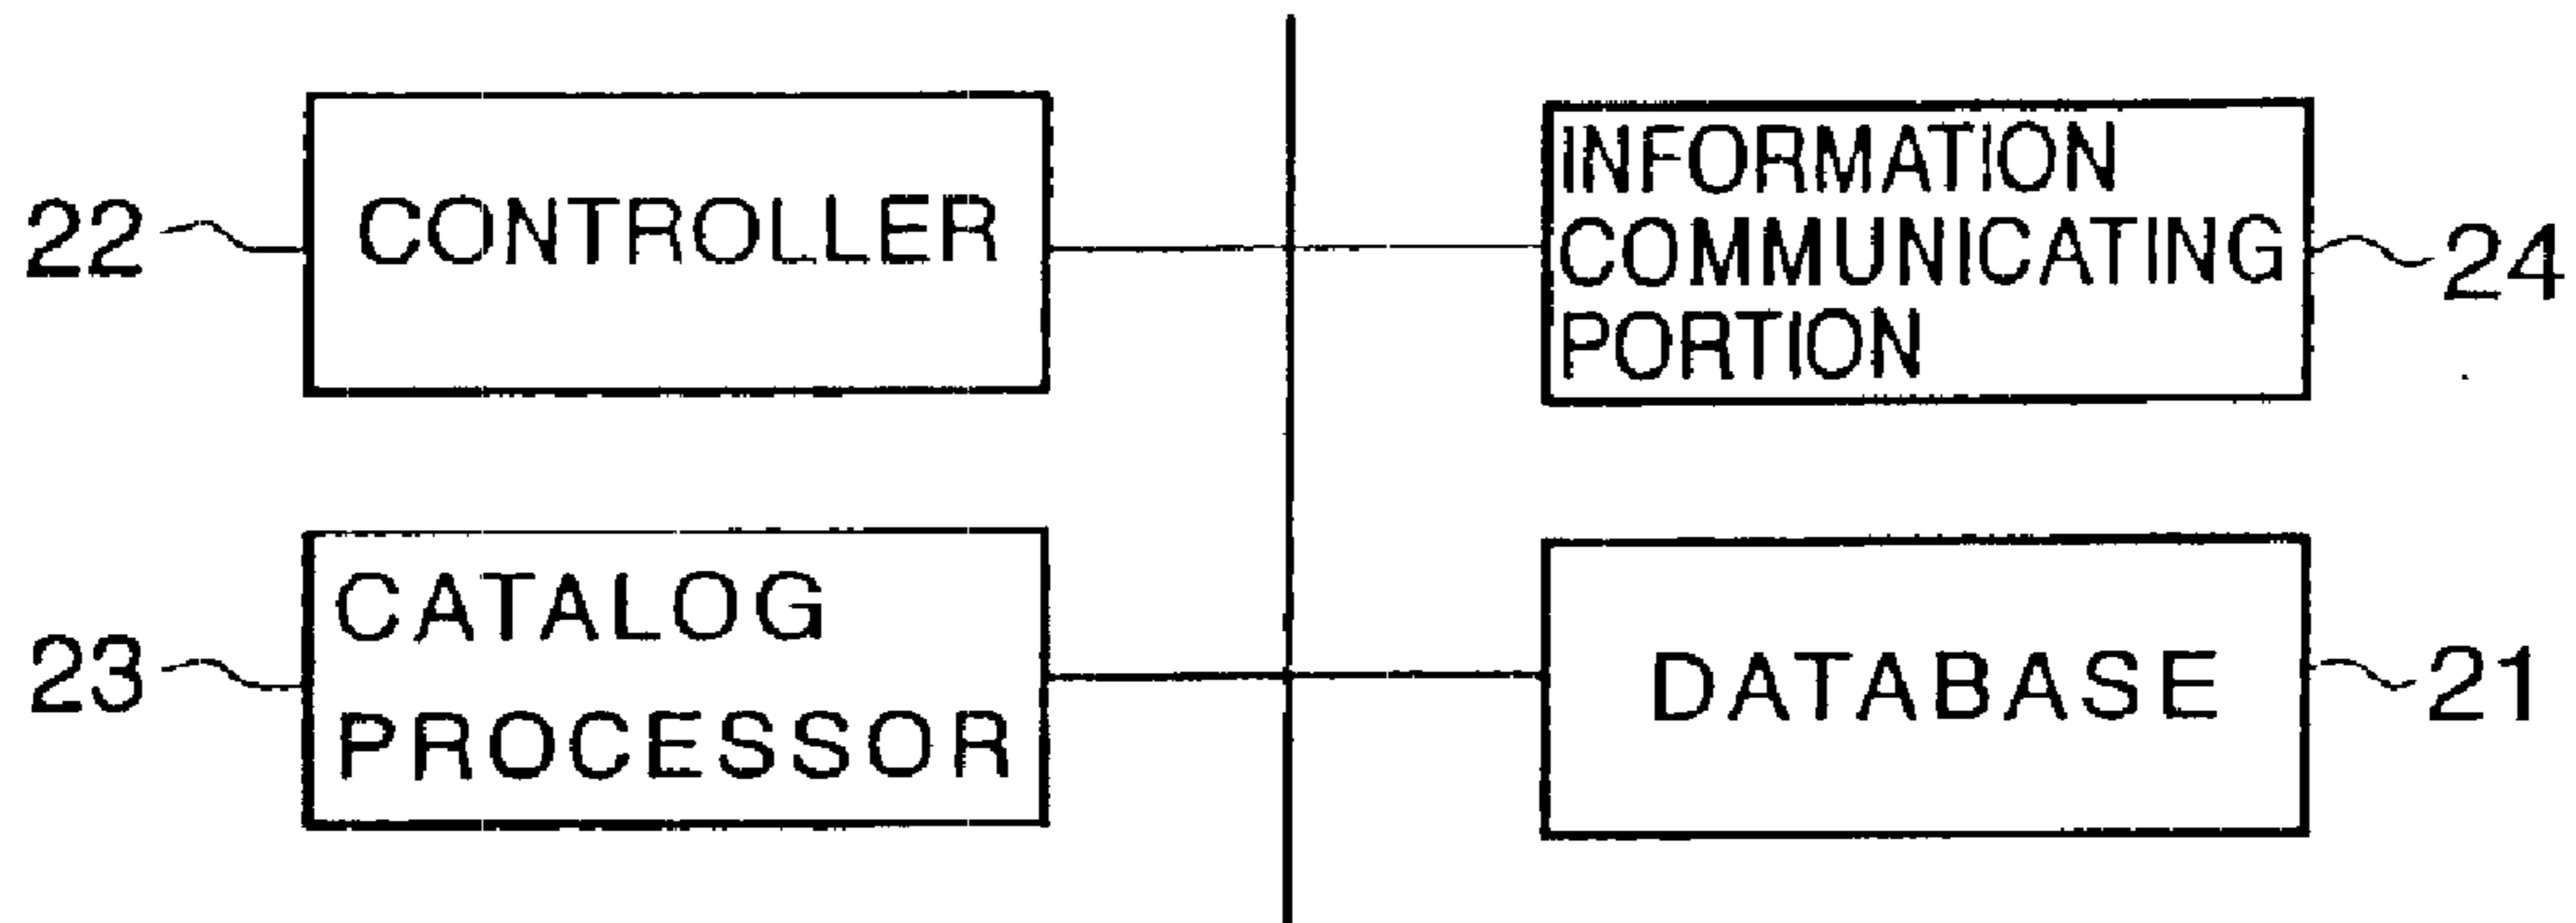 22
CONTROLLER
INFORMATION
COMMUNICATING
PORTION
24
23
CATALOG
PROCESSOR
DATABASE
21